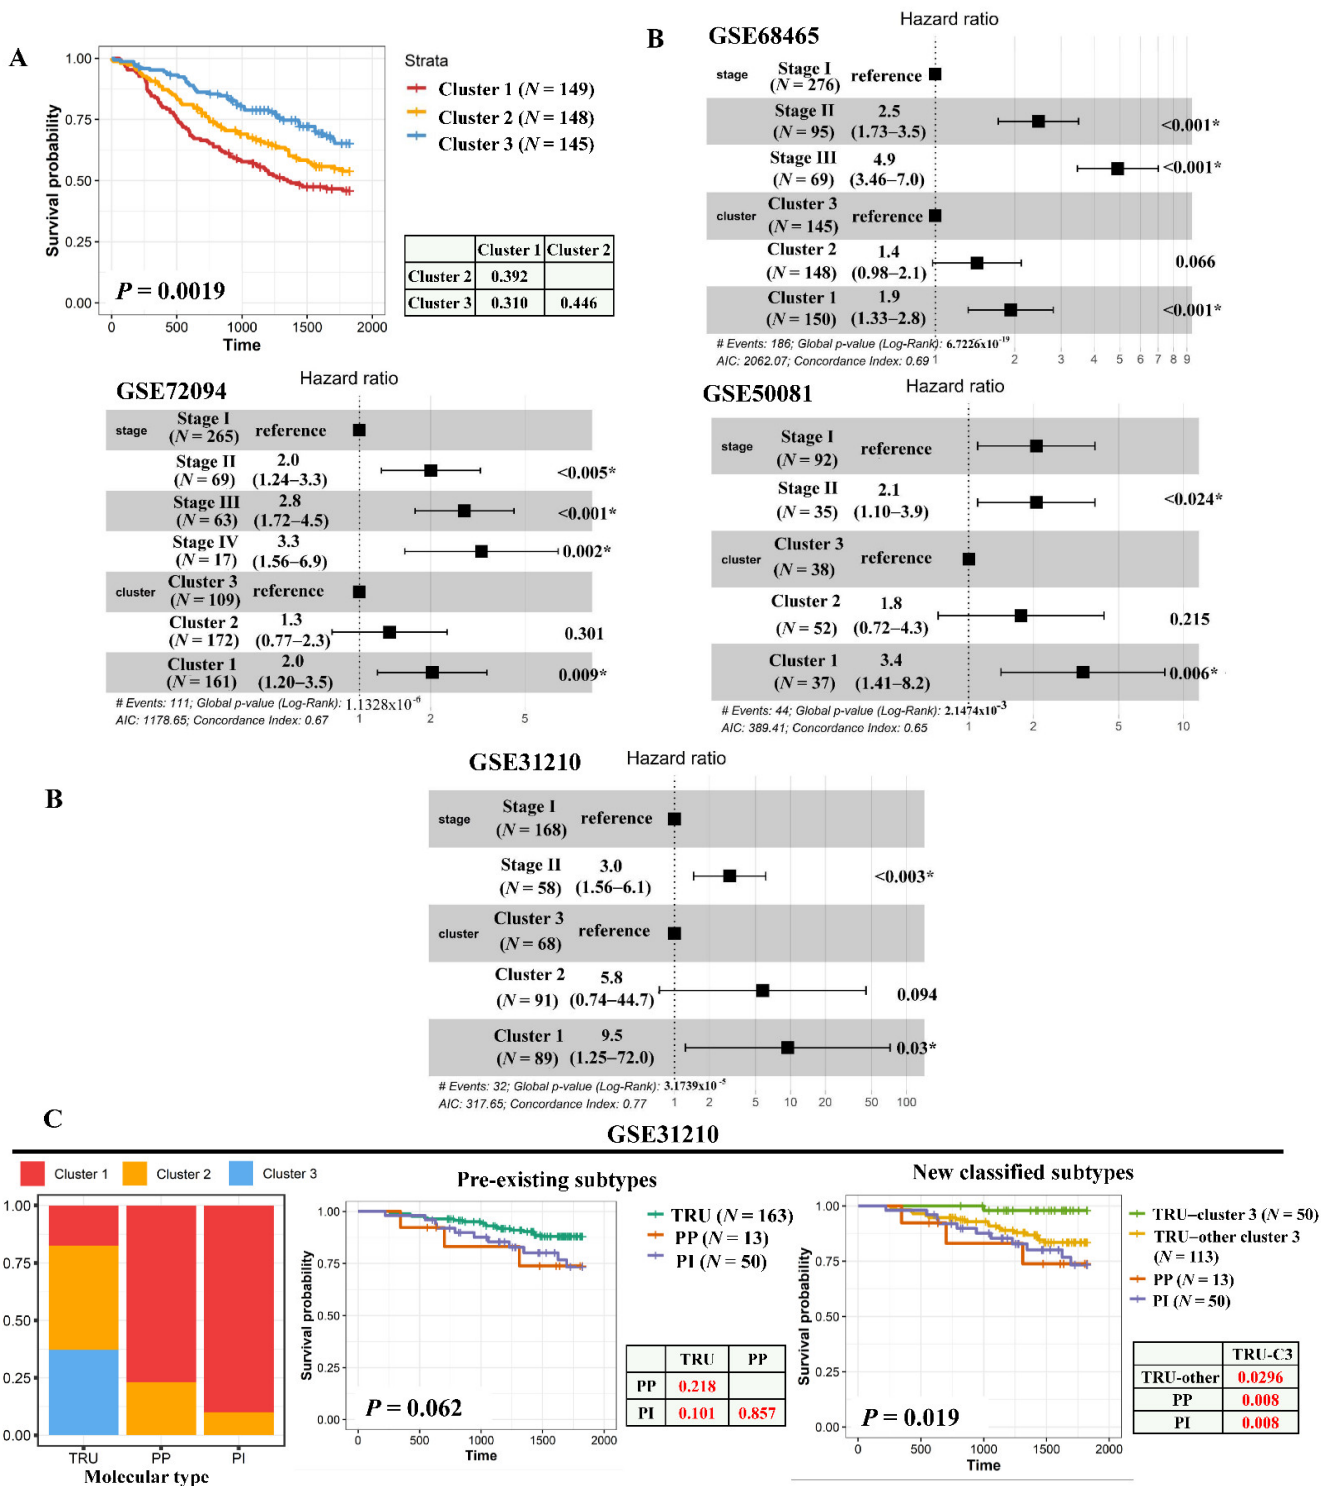 A
1.00
0.75
0.50
0.25
0.00
Survival probability
P = 0.0019
0
500
1000
1500
2000
Time
Strata
Cluster 1 (N = 149)
Cluster 2 (N = 148)
Cluster 3 (N = 145)
Cluster 1 Cluster 2
Cluster 2 0.392
Cluster 3 0.310 0.446
B
GSE68465
Hazard ratio
stage Stage I reference
(N = 276)
Stage II 2.5
(N = 95) (1.73–3.5) <0.001*
Stage III 4.9
(N = 69) (3.46–7.0) <0.001*
cluster Cluster 3 reference
(N = 145)
Cluster 2 1.4
(N = 148) (0.98–2.1) 0.066
Cluster 1 1.9
(N = 150) (1.33–2.8) <0.001*
# Events: 186; Global p-value (Log-Rank): 6.7226x10-19
AIC: 2062.07; Concordance Index: 0.69
1 2 3 4 5 6 7 8 9
GSE72094
Hazard ratio
stage Stage I reference
(N = 265)
Stage II 2.0
(N = 69) (1.24–3.3) <0.005*
Stage III 2.8
(N = 63) (1.72–4.5) <0.001*
Stage IV 3.3
(N = 17) (1.56–6.9) 0.002*
cluster Cluster 3 reference
(N = 109)
Cluster 2 1.3
(N = 172) (0.77–2.3) 0.301
Cluster 1 2.0
(N = 161) (1.20–3.5) 0.009*
# Events: 111; Global p-value (Log-Rank): 1.1328x10-6
AIC: 1178.65; Concordance Index: 0.67
1 2 5
GSE50081
Hazard ratio
stage Stage I reference
(N = 92)
Stage II 2.1
(N = 35) (1.10–3.9) <0.024*
cluster Cluster 3 reference
(N = 38)
Cluster 2 1.8
(N = 52) (0.72–4.3) 0.215
Cluster 1 3.4
(N = 37) (1.41–8.2) 0.006*
# Events: 44; Global p-value (Log-Rank): 2.1474x10-3
AIC: 389.41; Concordance Index: 0.65
1 2 5 10
B
GSE31210
Hazard ratio
stage Stage I reference
(N = 168)
Stage II 3.0
(N = 58) (1.56–6.1) <0.003*
cluster Cluster 3 reference
(N = 68)
Cluster 2 5.8
(N = 91) (0.74–44.7) 0.094
Cluster 1 9.5
(N = 89) (1.25–72.0) 0.03*
# Events: 32; Global p-value (Log-Rank): 3.1739x10-5
AIC: 317.65; Concordance Index: 0.77
1 2 5 10 20 50 100
C
GSE31210
Cluster 1 Cluster 2 Cluster 3
1.00
0.75
0.50
0.25
0.00
TRU PP PI
Molecular type
Pre-existing subtypes
Survival probability
1.00
0.75
0.50
0.25
0.00
P = 0.062
0 500 1000 1500 2000
Time
TRU (N = 163)
PP (N = 13)
PI (N = 50)
TRU PP
PP 0.218
PI 0.101 0.857
New classified subtypes
Survival probability
1.00
0.75
0.50
0.25
0.00
P = 0.019
0 500 1000 1500 2000
Time
TRU–cluster 3 (N = 50)
TRU–other cluster 3
(N = 113)
PP (N = 13)
PI (N = 50)
TRU-C3
TRU-other 0.0296
PP 0.008
PI 0.008